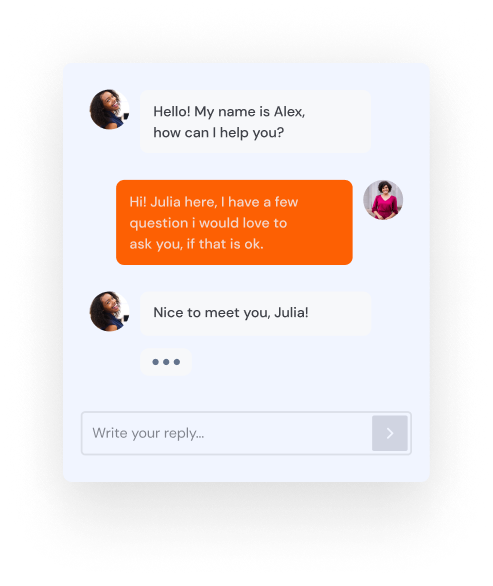 Hello! My name is Alex,
how can I help you?
Hi! Julia here, I have a few
question i would love to
ask you, if that is ok.
Nice to meet you, Julia!
Write your reply...